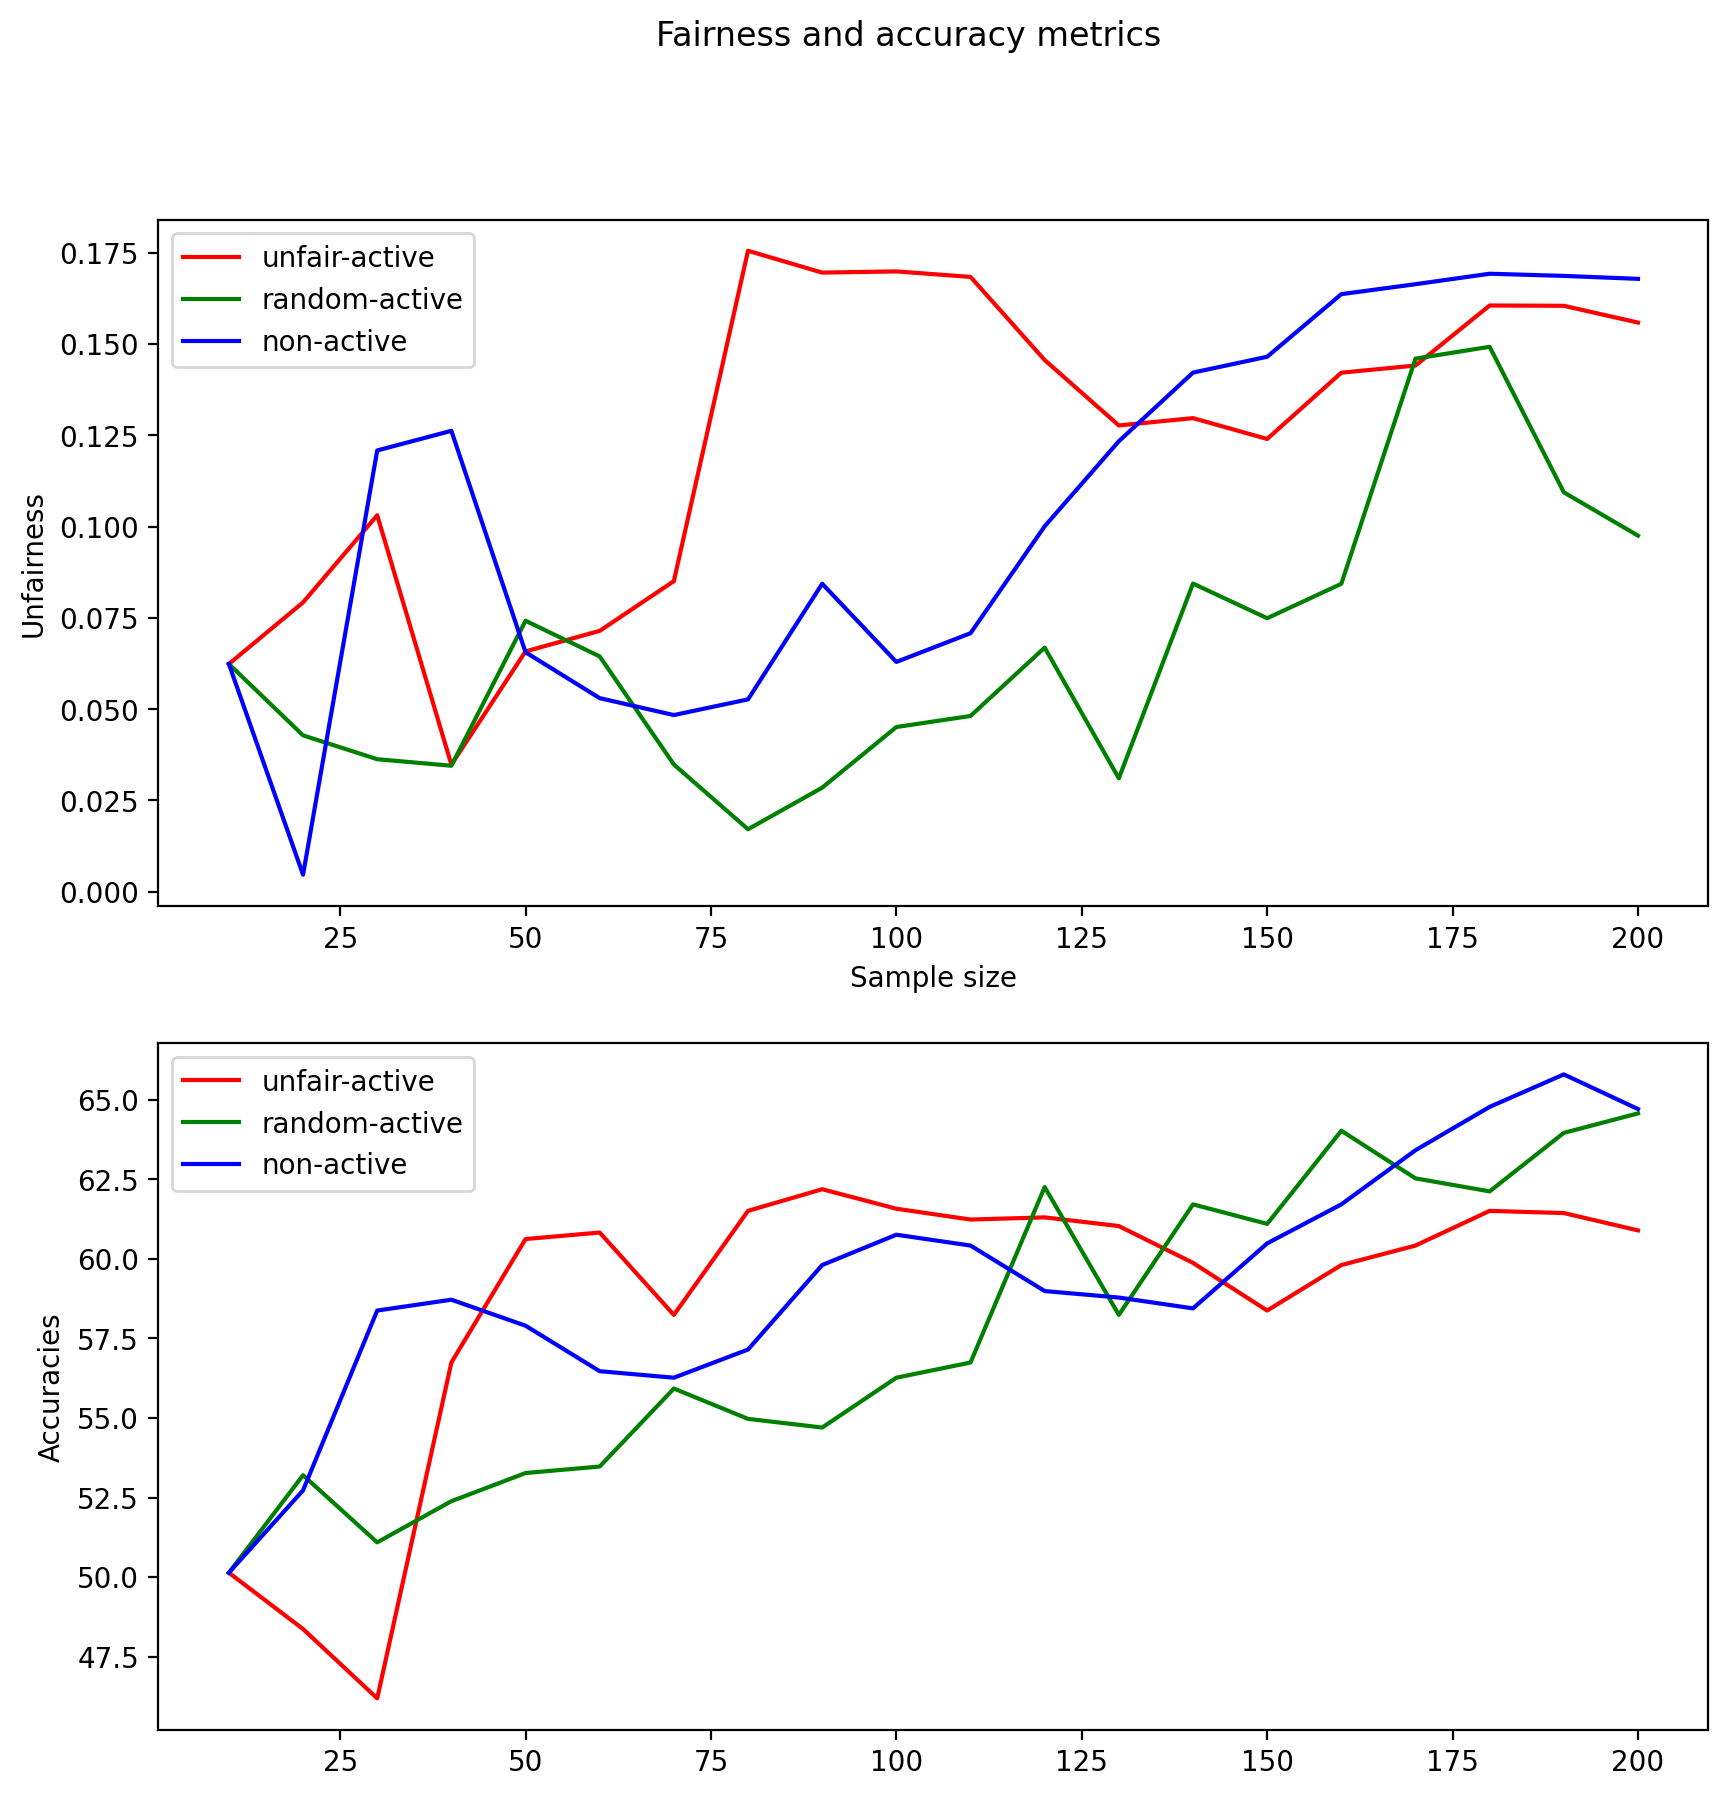 Fairness and accuracy metrics
0.175
0.150
0.125
0.100
0.075
0.050
0.025
0.000
Unfairness
unfair-active
random-active
non-active
25 50 75 100 125 150 175 200
Sample size
65.0
62.5
60.0
57.5
55.0
52.5
50.0
47.5
Accuracies
unfair-active
random-active
non-active
25 50 75 100 125 150 175 200